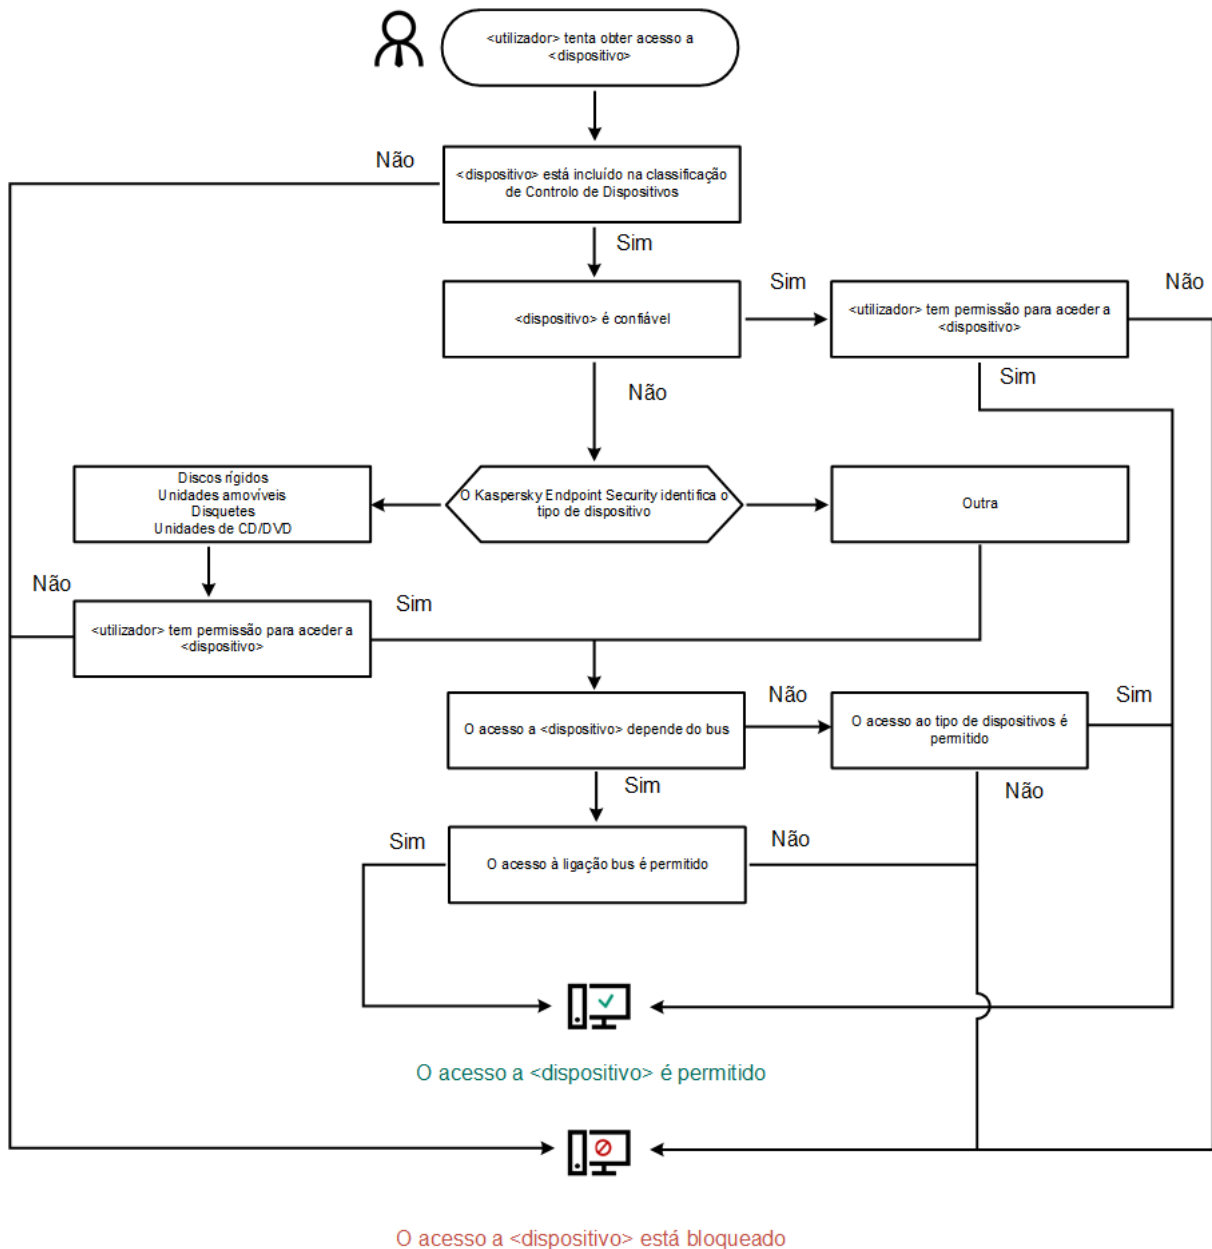 <utilizador> tenta obter acesso a
<dispositivo>
Não
<dispositivo> está incluído na classificação
de Controlo de Dispositivos
Sim
<dispositivo> é confiável
Sim
<utilizador> tem permissão para aceder a
<dispositivo>
Não
Sim
Não
Discos rígidos
Unidades amovíveis
Disquetes
Unidades de CD/DVD
O Kaspersky Endpoint Security identifica o
tipo de dispositivo
Outra
Não
<utilizador> tem permissão para aceder a
<dispositivo>
Sim
O acesso a <dispositivo> depende do bus
Não
O acesso ao tipo de dispositivos é
permitido
Sim
Sim
Não
Sim
O acesso à ligação bus é permitido
Não
O acesso a <dispositivo> é permitido
O acesso a <dispositivo> está bloqueado